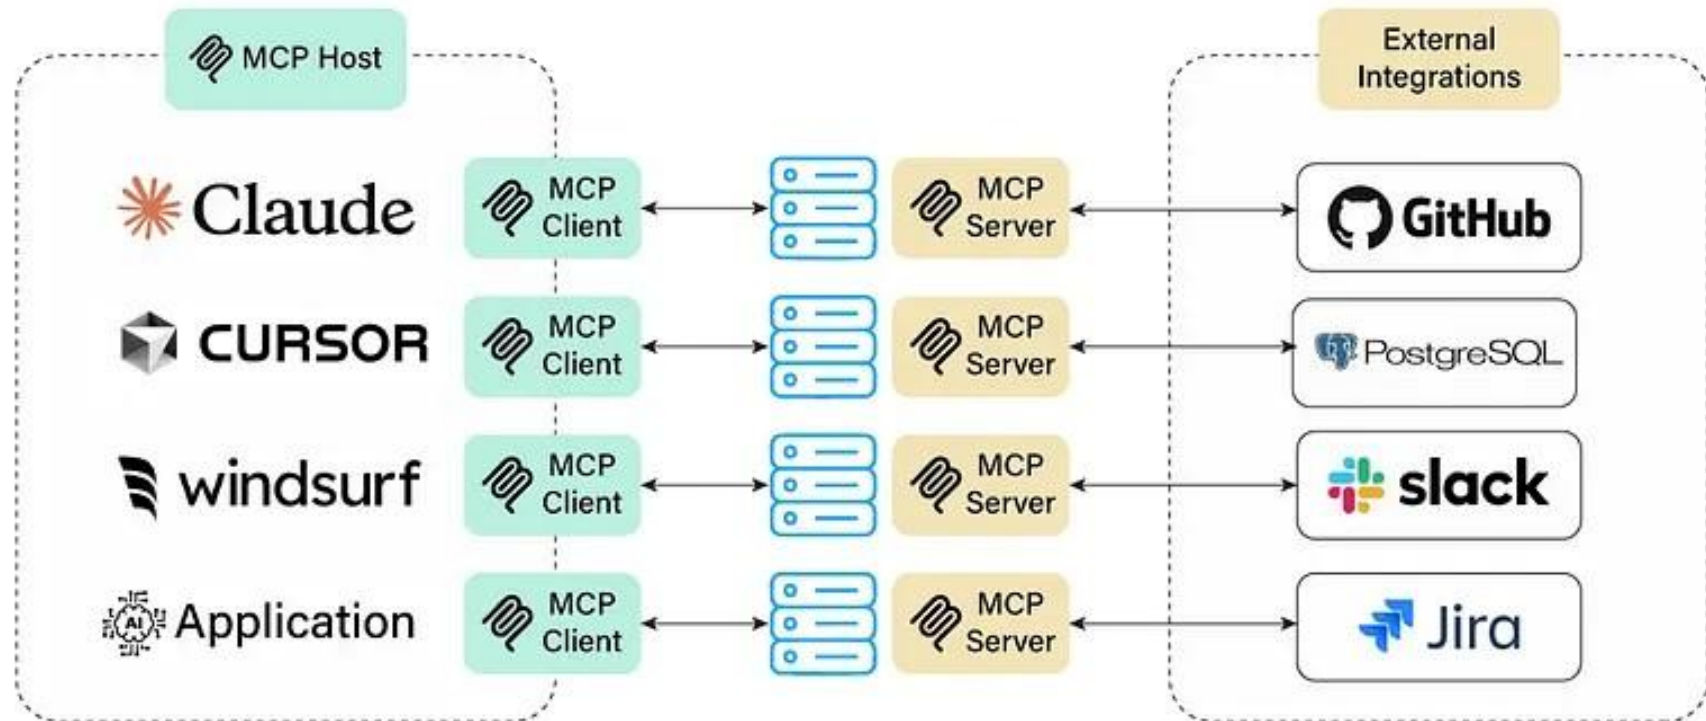 MCP Host
External
Integrations
Claude
MCP
Client
MCP
Server
GitHub
CURSOR
MCP
Client
MCP
Server
PostgreSQL
windsurf
MCP
Client
MCP
Server
slack
AI
Application
MCP
Client
MCP
Server
Jira